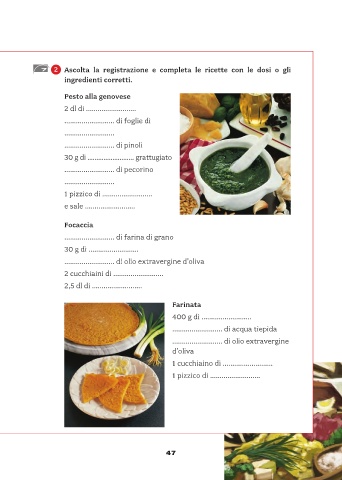 2 Ascolta la registrazione e completa le ricette con le dosi o gli
ingredienti corretti.
Pesto alla genovese
2 dl di ........................
........................ di foglie di
........................
........................ di pinoli
30 g di ...................... grattugiato
........................ di pecorino
........................
1 pizzico di ........................
e sale ........................
Focaccia
........................ di farina di grano
30 g di ........................
........................ di olio extravergine d'oliva
2 cucchiaini di ........................
2,5 dl di ........................
Farinata
400 g di ........................
........................ di acqua tiepida
........................ di olio extravergine
d'oliva
1 cucchiaino di ........................
1 pizzico di ........................
47